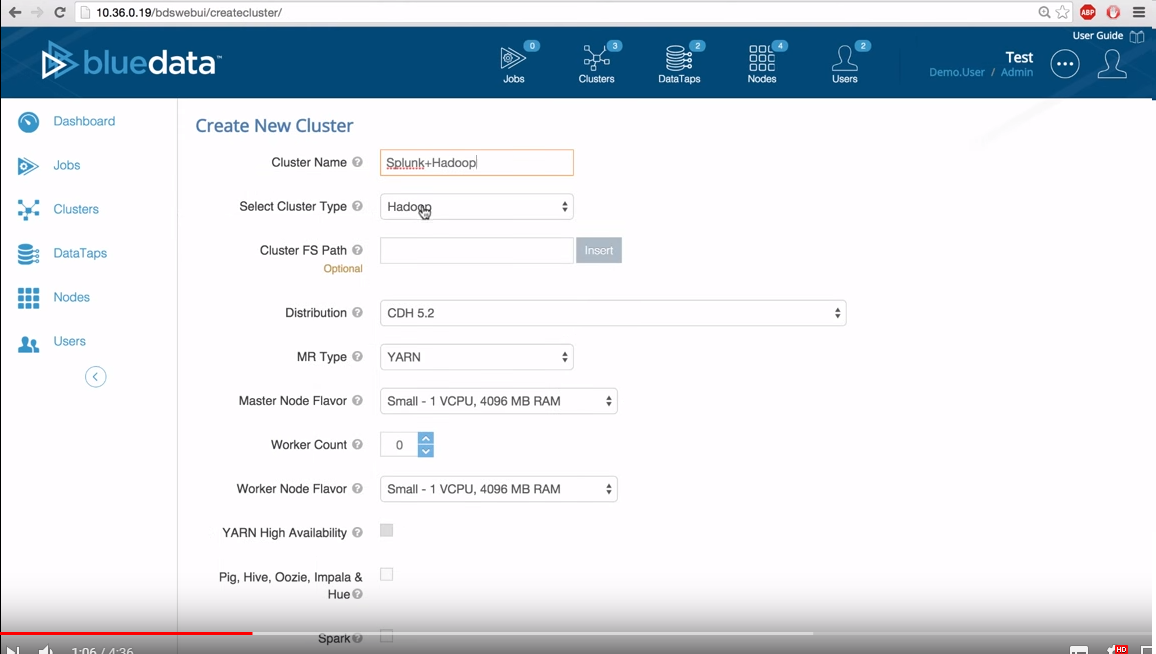 10.36.0.19/bdswebui/createcluster/
ABP
User Guide
bluedata™
0
Jobs
3
Clusters
2
DataTaps
4
Nodes
2
Users
Test
Demo.User / Admin
Dashboard
Jobs
Clusters
DataTaps
Nodes
Users
Create New Cluster
Cluster Name ? Splunk+Hadoop
Select Cluster Type ? Hadoop
Cluster FS Path ? Insert
Optional
Distribution ? CDH 5.2
MR Type ? YARN
Master Node Flavor ? Small - 1 VCPU, 4096 MB RAM
Worker Count ? 0
Worker Node Flavor ? Small - 1 VCPU, 4096 MB RAM
YARN High Availability ?
Pig, Hive, Oozie, Impala &
Hue ?
Spark ?
1:06 / 4:36
HD